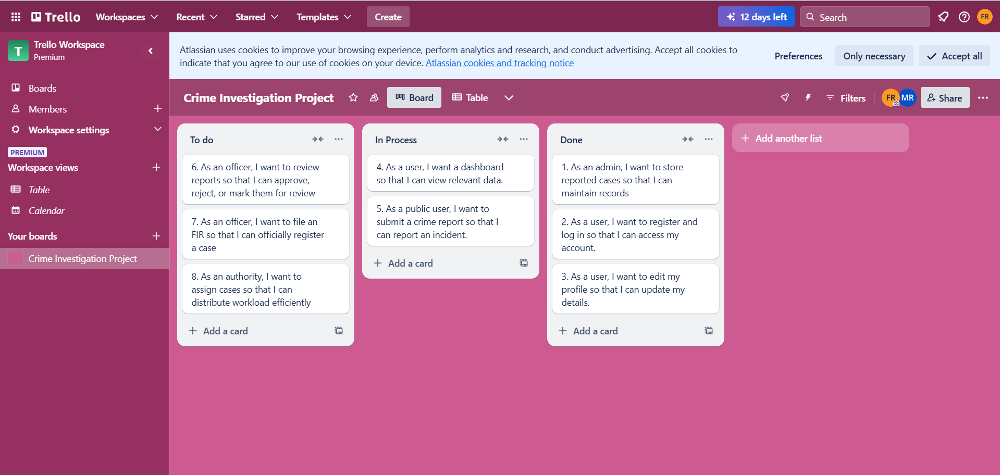 Trello
Workspaces
Recent
Starred
Templates
Create
12 days left
Search
FR
T
Trello Workspace
Premium
Boards
Members
Workspace settings
PREMIUM
Workspace views
Table
Calendar
Your boards
Crime Investigation Project
Atlassian uses cookies to improve your browsing experience, perform analytics and research, and conduct advertising. Accept all cookies to
indicate that you agree to our use of cookies on your device. Atlassian cookies and tracking notice
Preferences
Only necessary
Accept all
Crime Investigation Project
Board
Table
Filters
FR
MR
Share
To do
6. As an officer, I want to review
reports so that I can approve,
reject, or mark them for review
7. As an officer, I want to file an
FIR so that I can officially register
a case
8. As an authority, I want to
assign cases so that I can
distribute workload efficiently
Add a card
In Process
4. As a user, I want a dashboard
so that I can view relevant data.
5. As a public user, I want to
submit a crime report so that I
can report an incident.
Add a card
Done
1. As an admin, I want to store
reported cases so that I can
maintain records
2. As a user, I want to register and
log in so that I can access my
account.
3. As a user, I want to edit my
profile so that I can update my
details.
Add a card
Add another list